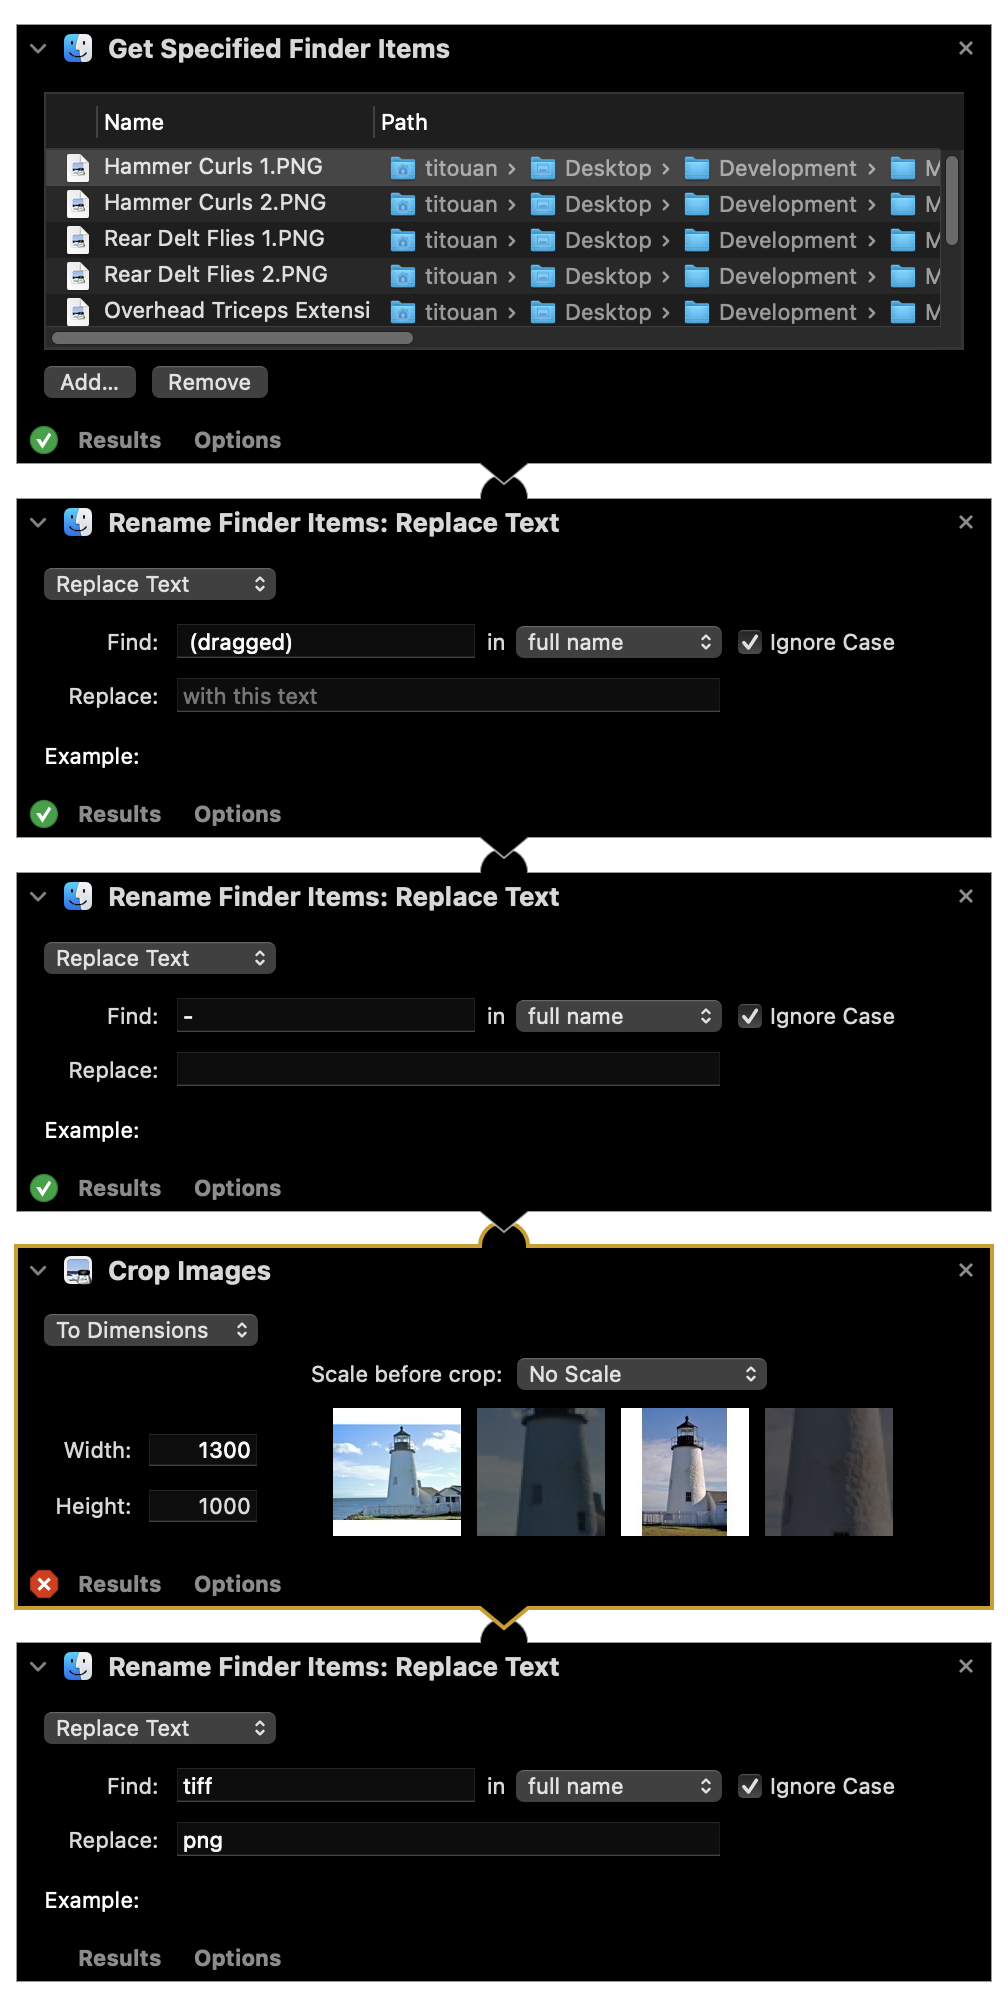 Get Specified Finder Items
Name Path
Hammer Curls 1.PNG titouan › Desktop › Development › M
Hammer Curls 2.PNG titouan › Desktop › Development › M
Rear Delt Flies 1.PNG titouan › Desktop › Development › M
Rear Delt Flies 2.PNG titouan › Desktop › Development › M
Overhead Triceps Extensi titouan › Desktop › Development › M
Add... Remove
Results Options
Rename Finder Items: Replace Text
Replace Text
Find: (dragged) in full name Ignore Case
Replace: with this text
Example:
Results Options
Rename Finder Items: Replace Text
Replace Text
Find: - in full name Ignore Case
Replace:
Example:
Results Options
Crop Images
To Dimensions
Scale before crop: No Scale
Width: 1300
Height: 1000
Results Options
Rename Finder Items: Replace Text
Replace Text
Find: tiff in full name Ignore Case
Replace: png
Example:
Results Options